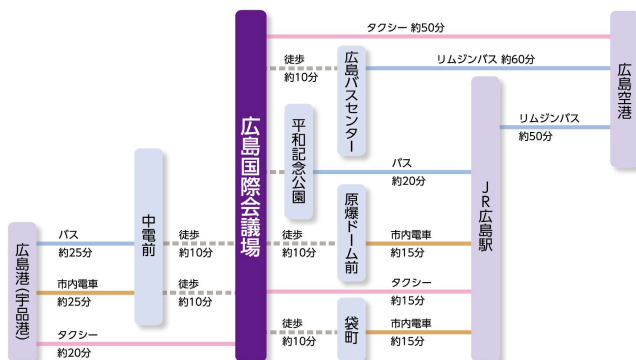 タクシー 約50分
徒歩
約10分
広島バスセンター
リムジンバス 約60分
広島空港
リムジンバス
約50分
広島国際会議場
平和記念公園
バス
約20分
JR広島駅
中電前
原爆ドーム前
広島港(宇品港)
バス
約25分
徒歩
約10分
徒歩
約10分
市内電車
約15分
市内電車
約25分
徒歩
約10分
タクシー
約15分
タクシー
約20分
徒歩
約10分
袋町
市内電車
約15分